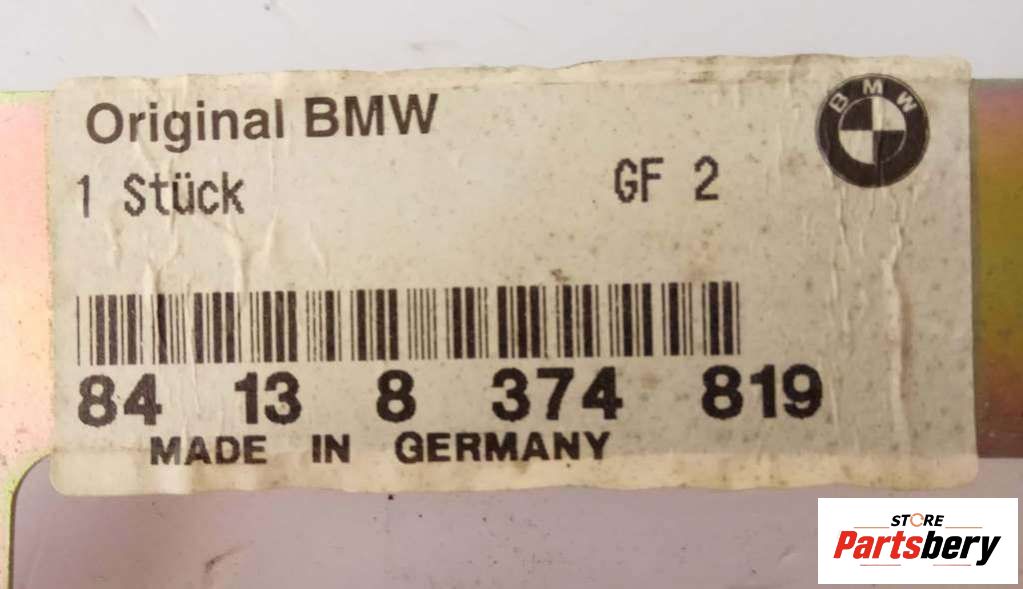 Original BMW
BMW
1 Stück GF 2
84 13 8 374 819
MADE IN GERMANY
STORE
Partsbery